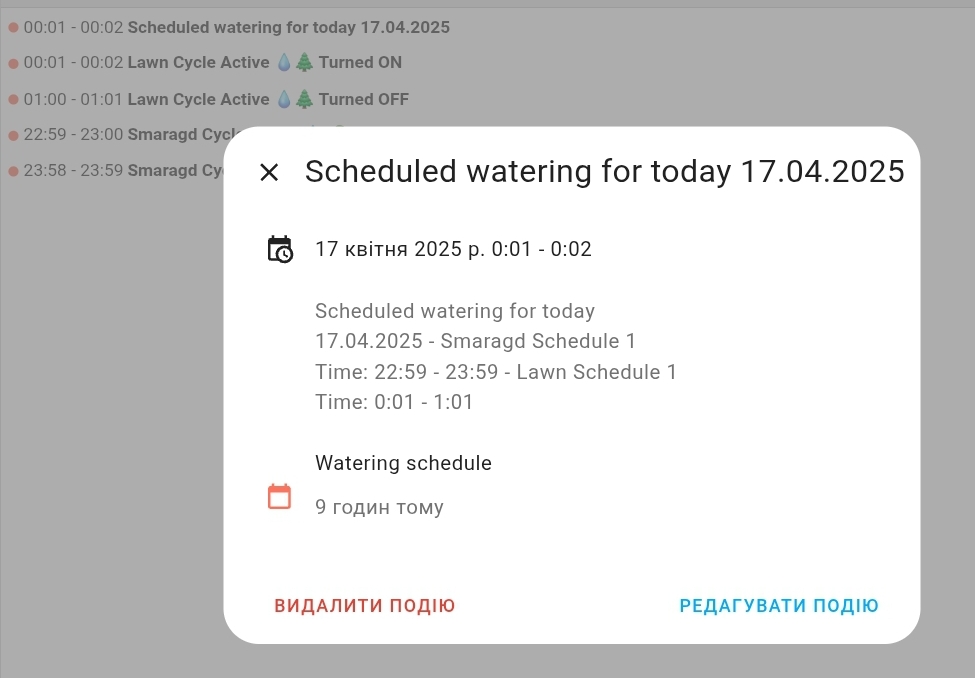 00:01 - 00:02 Scheduled watering for today 17.04.2025
00:01 - 00:02 Lawn Cycle Active 💧🌲 Turned ON
01:00 - 01:01 Lawn Cycle Active 💧🌲 Turned OFF
22:59 - 23:00 Smaragd Cycl
23:58 - 23:59 Smaragd Cy
Scheduled watering for today 17.04.2025
17 квітня 2025 р. 0:01 - 0:02
Scheduled watering for today
17.04.2025 - Smaragd Schedule 1
Time: 22:59 - 23:59 - Lawn Schedule 1
Time: 0:01 - 1:01
Watering schedule
9 годин тому
ВИДАЛИТИ ПОДІЮ
РЕДАГУВАТИ ПОДІЮ